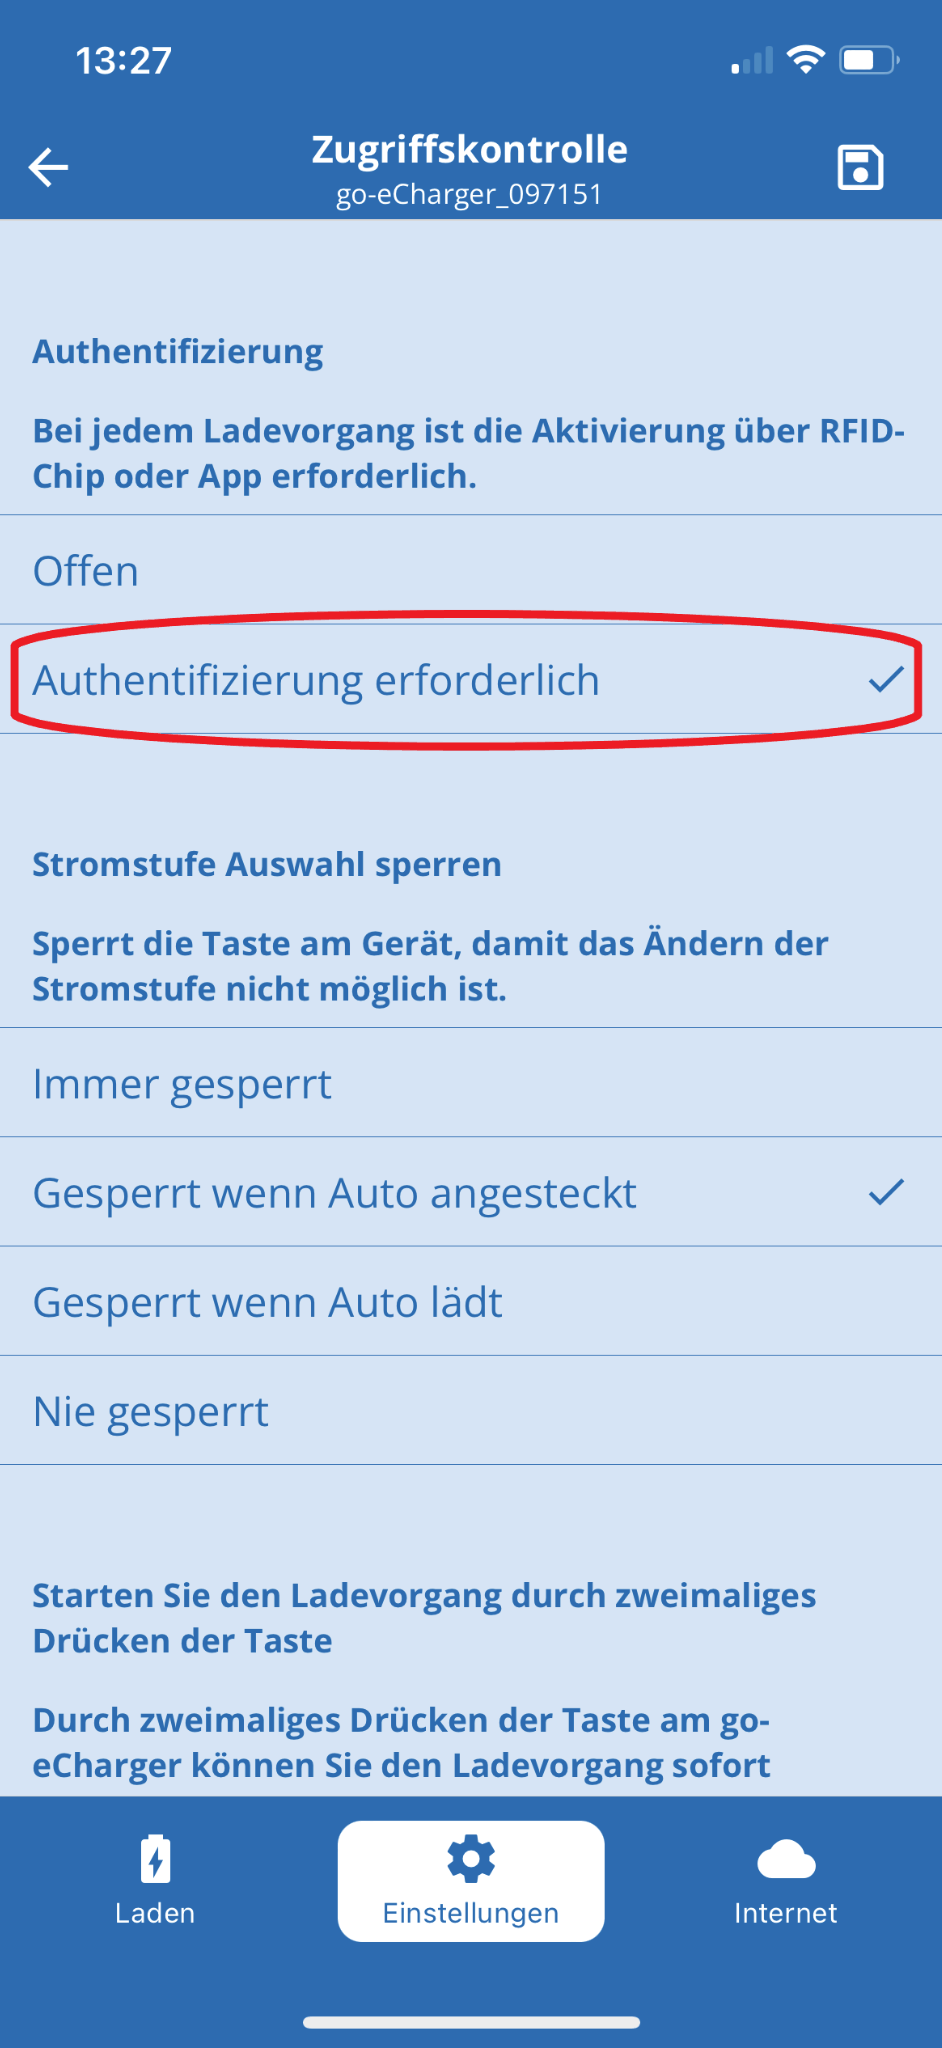 13:27
Zugriffskontrolle
go-eCharger_097151
Authentifizierung
Bei jedem Ladevorgang ist die Aktivierung über RFID-
Chip oder App erforderlich.
Offen
Authentifizierung erforderlich
Stromstufe Auswahl sperren
Sperrt die Taste am Gerät, damit das Ändern der
Stromstufe nicht möglich ist.
Immer gesperrt
Gesperrt wenn Auto angesteckt
Gesperrt wenn Auto lädt
Nie gesperrt
Starten Sie den Ladevorgang durch zweimaliges
Drücken der Taste
Durch zweimaliges Drücken der Taste am go-
eCharger können Sie den Ladevorgang sofort
Laden
Einstellungen
Internet